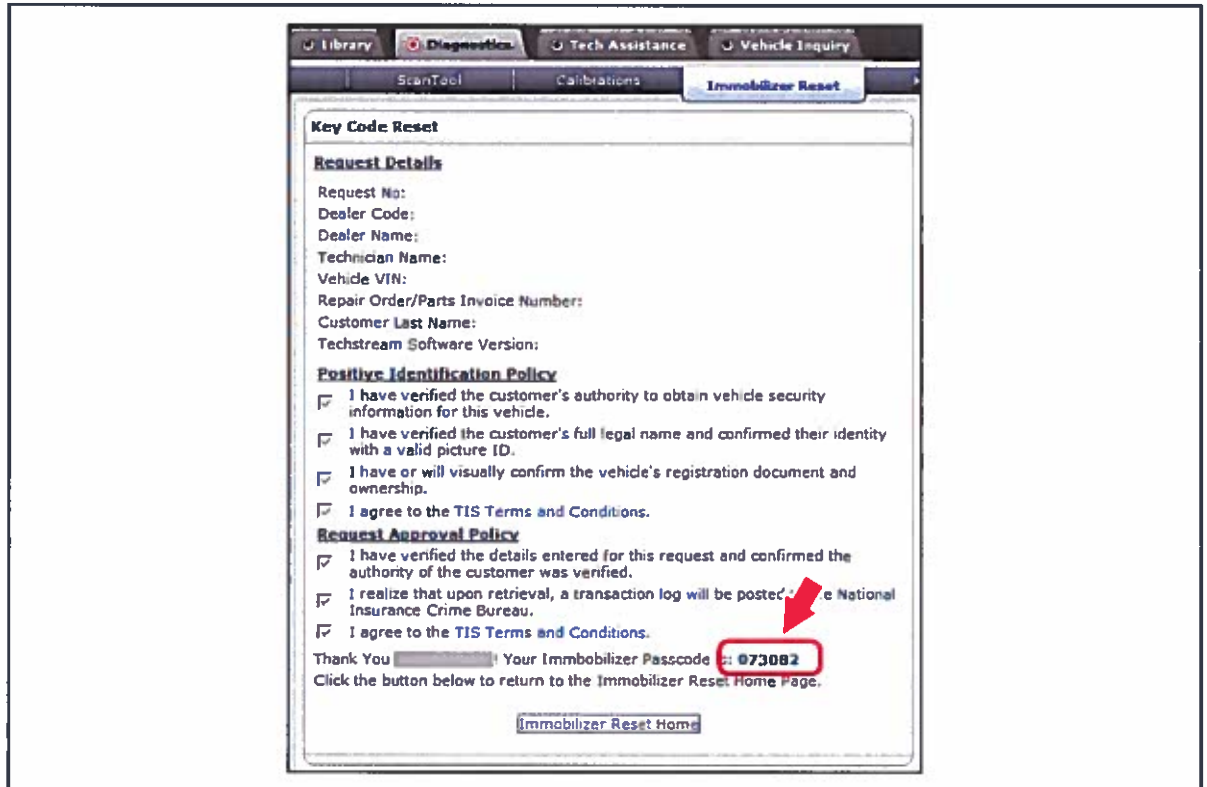 Library Diagnostics Tech Assistance Vehicle Inquiry
ScanTool Calibrations Immobilizer Reset
Key Code Reset
Request Details
Request No:
Dealer Code:
Dealer Name:
Technician Name:
Vehicle VIN:
Repair Order/Parts Invoice Number:
Customer Last Name:
Techstream Software Version:
Positive Identification Policy
I have verified the customer's authority to obtain vehicle security
information for this vehicle.
I have verified the customer's full legal name and confirmed their identity
with a valid picture ID.
I have or will visually confirm the vehicle's registration document and
ownership.
I agree to the TIS Terms and Conditions.
Request Approval Policy
I have verified the details entered for this request and confirmed the
authority of the customer was verified.
I realize that upon retrieval, a transaction log will be posted National
Insurance Crime Bureau.
I agree to the TIS Terms and Conditions.
Thank You ! Your Immbobilizer Passcode is: 073082
Click the button below to return to the Immobilizer Reset Home Page.
Immobilizer Reset Home